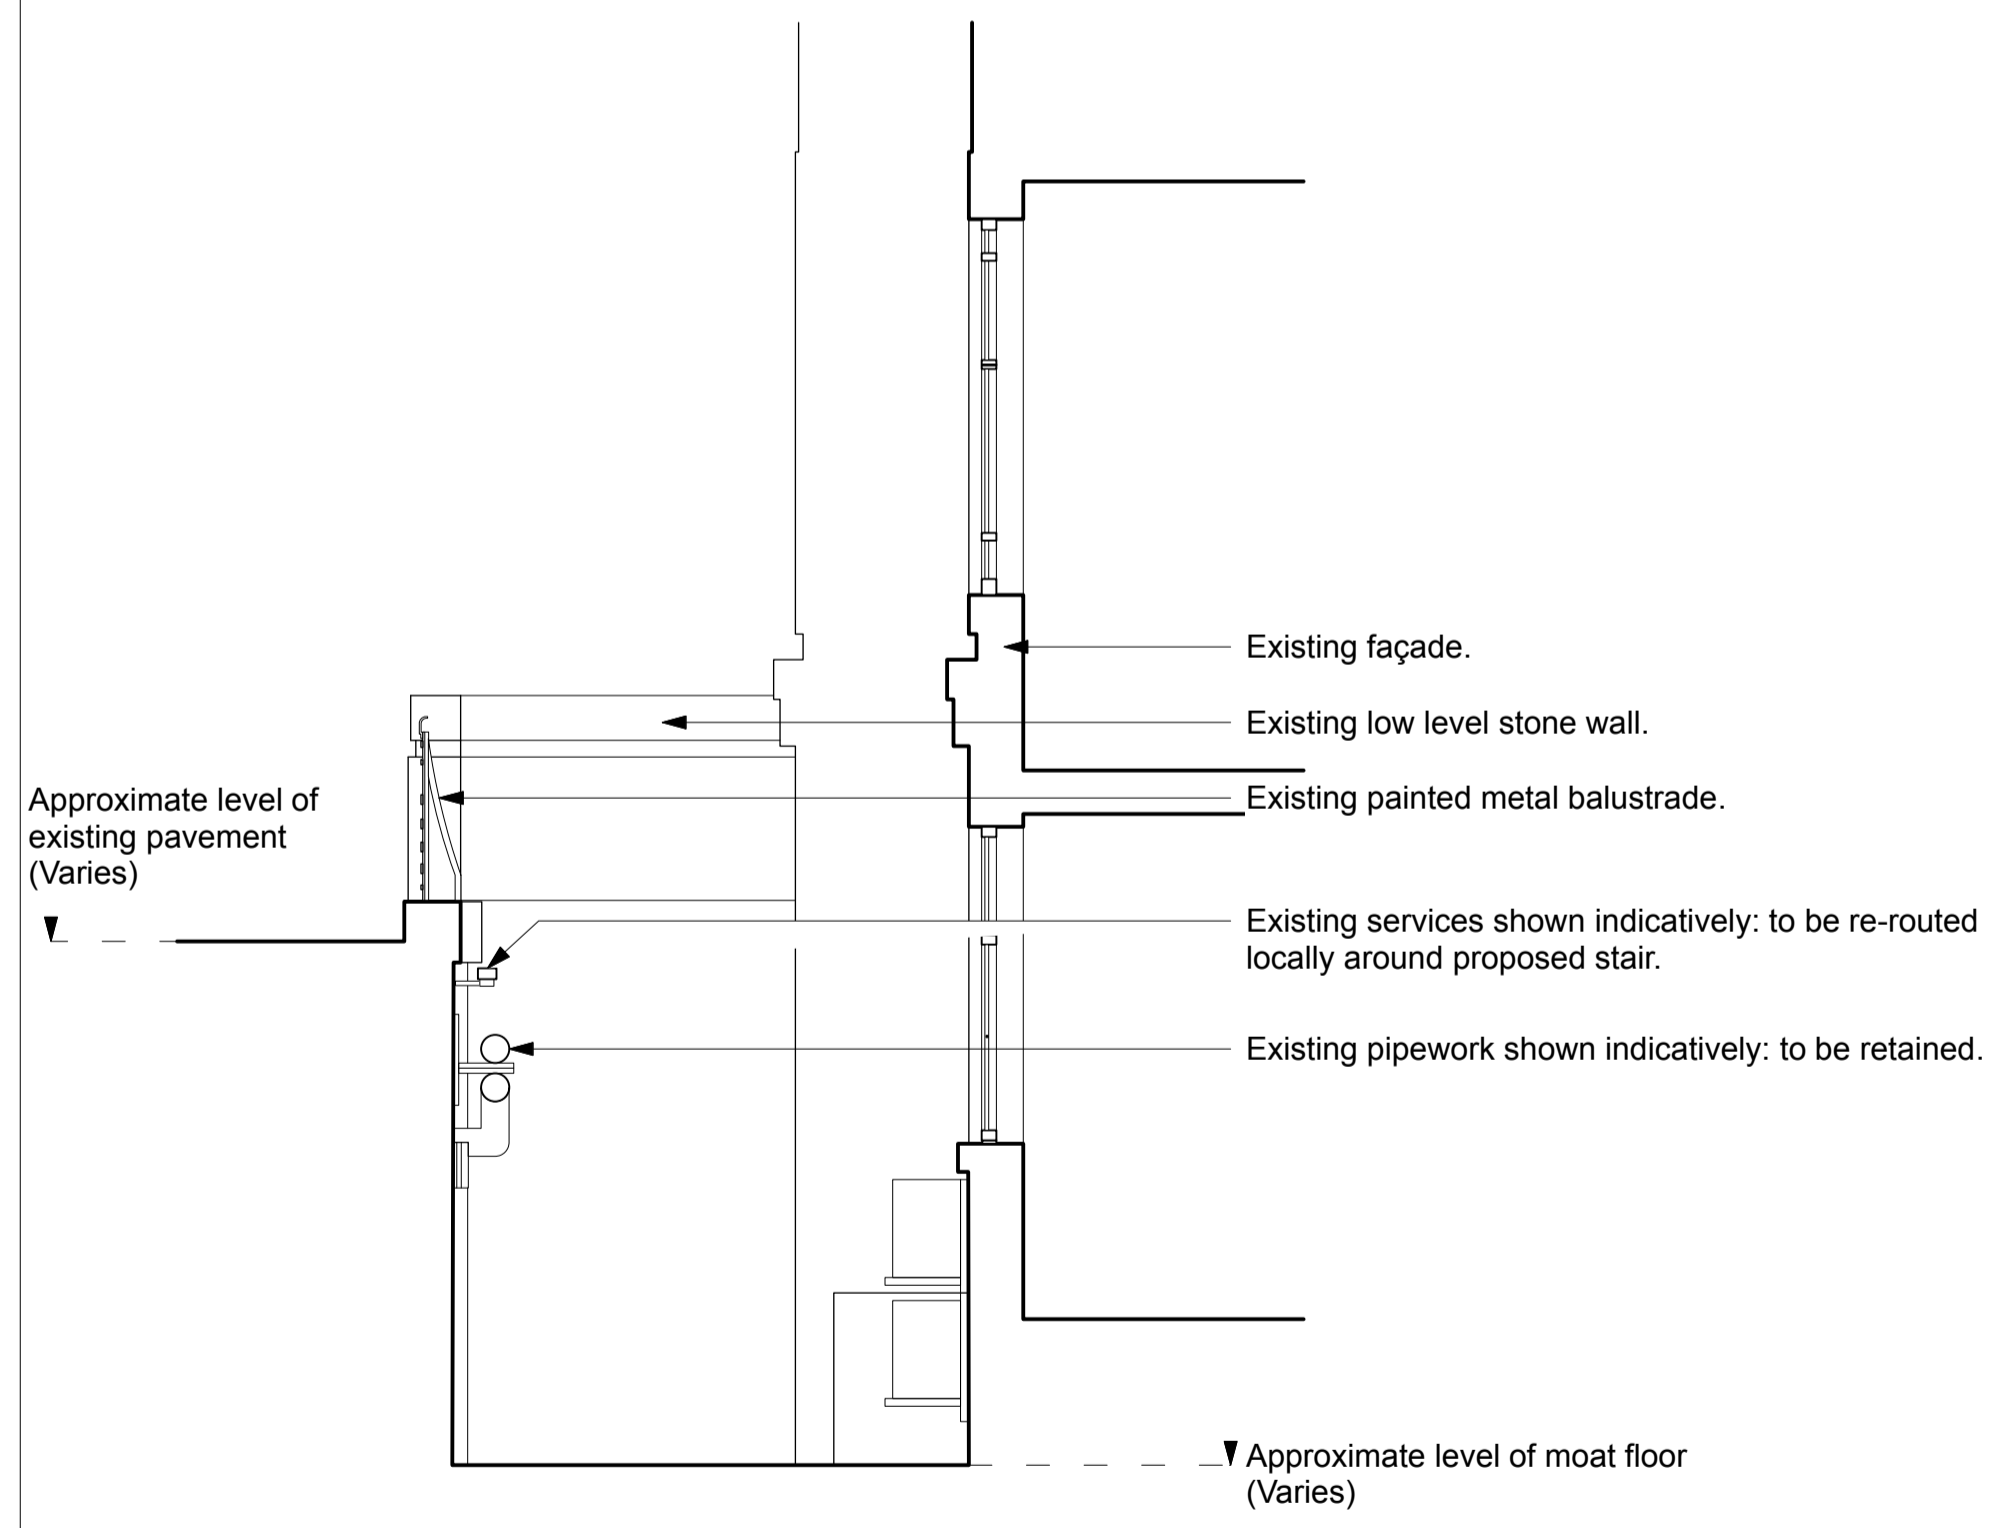 Existing façade.
Existing low level stone wall.
Existing painted metal balustrade.
Approximate level of
existing pavement
(Varies)
Existing services shown indicatively: to be re-routed
locally around proposed stair.
Existing pipework shown indicatively: to be retained.
Approximate level of moat floor
(Varies)